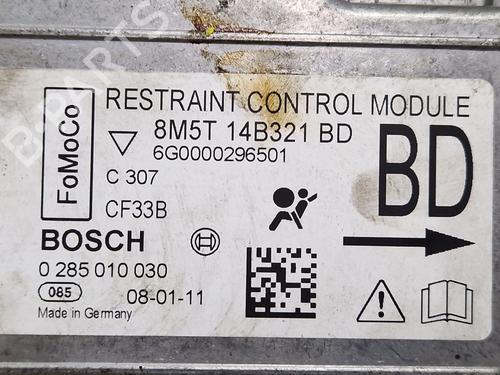 B-PARTS
RESTRAINT CONTROL MODULE
FoMoCo
8M5T 14B321 BD
6G0000296501
BD
C 307
CF33B
BOSCH
0 285 010 030
085
08-01-11
Made in Germany